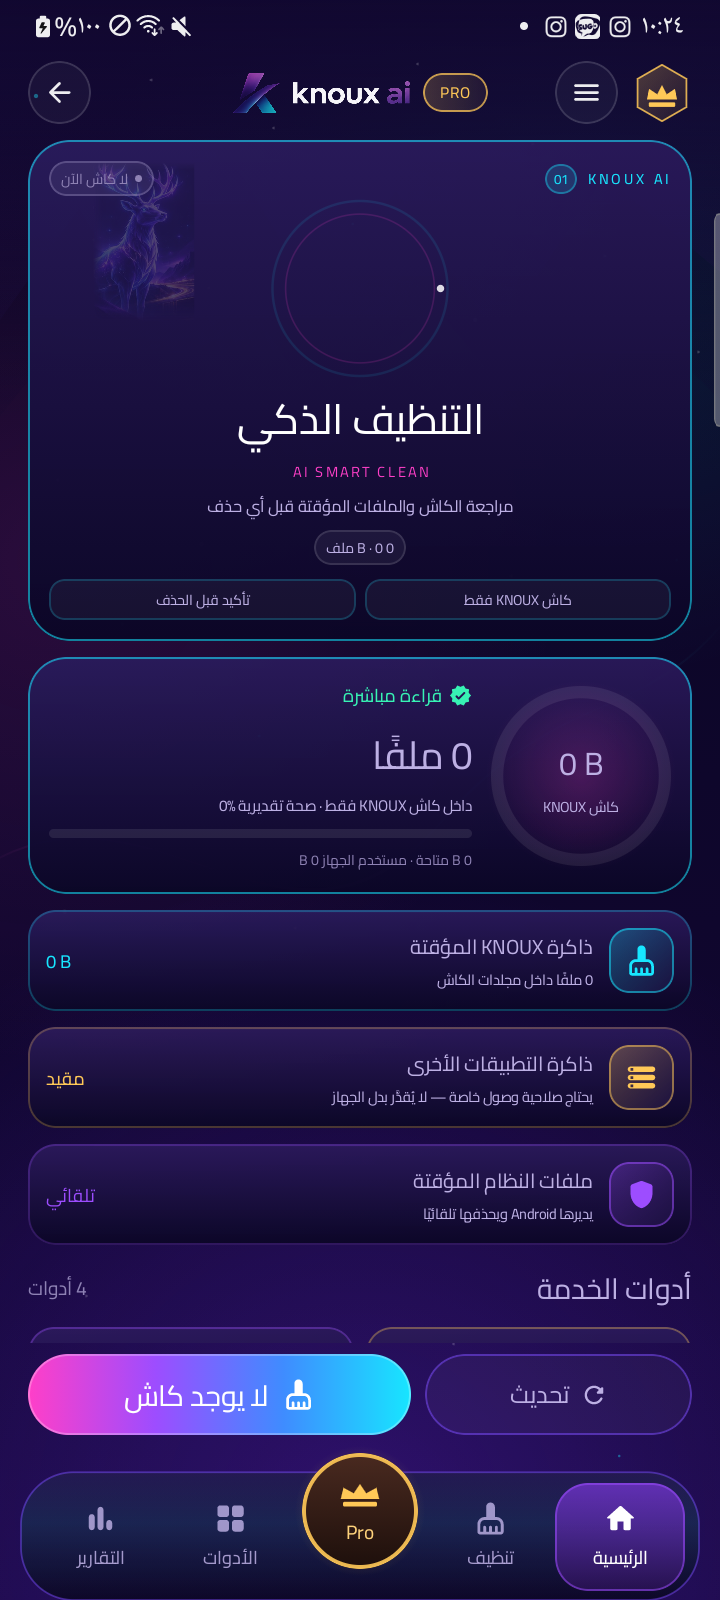 ١٠:٢٤
%١٠٠
knoux ai PRO
KNOUX AI 01
لا كاش الآن
التنظيف الذكي
AI SMART CLEAN
مراجعة الكاش والملفات المؤقتة قبل أي حذف
0 B · 0 ملف
كاش KNOUX فقط
تأكيد قبل الحذف
قراءة مباشرة
0 ملفًا
0 B
كاش KNOUX
داخل كاش KNOUX فقط · صحة تقديرية 0%
0 B متاحة · مستخدم الجهاز 0 B
ذاكرة KNOUX المؤقتة
0 B
0 ملفًا داخل مجلدات الكاش
ذاكرة التطبيقات الأخرى
مقيد
يحتاج صلاحية وصول خاصة — لا يُقدَّر بدل الجهاز
ملفات النظام المؤقتة
تلقائي
يديرها Android ويحذفها تلقائيًا
أدوات الخدمة
4 أدوات
تحديث
لا يوجد كاش
الرئيسية
تنظيف
Pro
الأدوات
التقارير